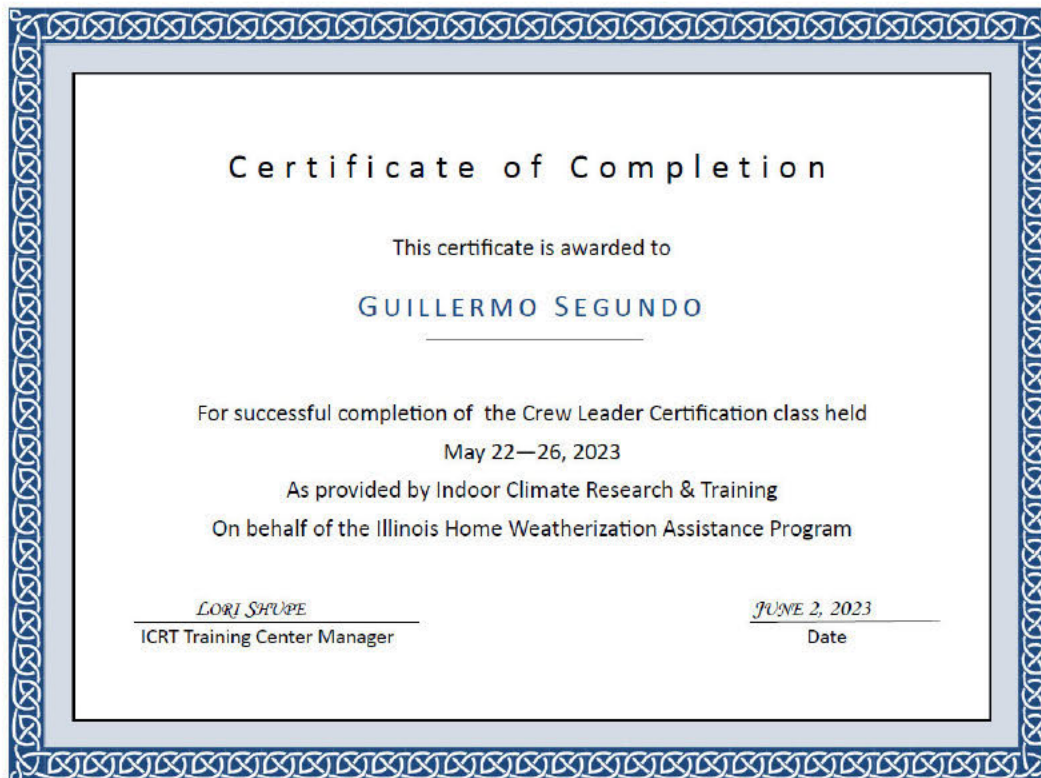 Certificate of Completion
This certificate is awarded to
GUILLERMO SEGUNDO
For successful completion of the Crew Leader Certification class held
May 22—26, 2023
As provided by Indoor Climate Research & Training
On behalf of the Illinois Home Weatherization Assistance Program
LORI SHUPE
JUNE 2, 2023
ICRT Training Center Manager
Date